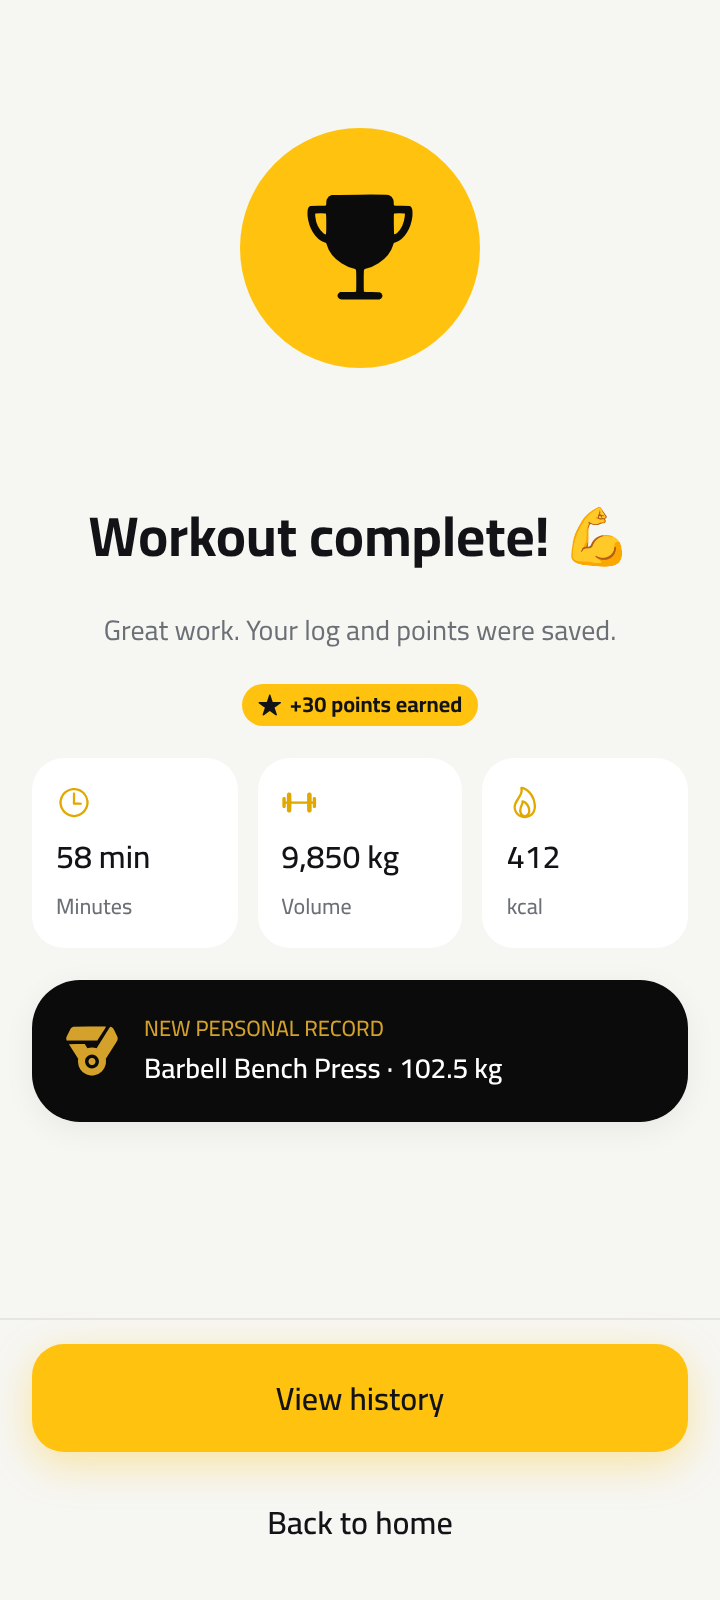 Workout complete! 💪
Great work. Your log and points were saved.
+30 points earned
58 min
Minutes
9,850 kg
Volume
412
kcal
NEW PERSONAL RECORD
Barbell Bench Press · 102.5 kg
View history
Back to home